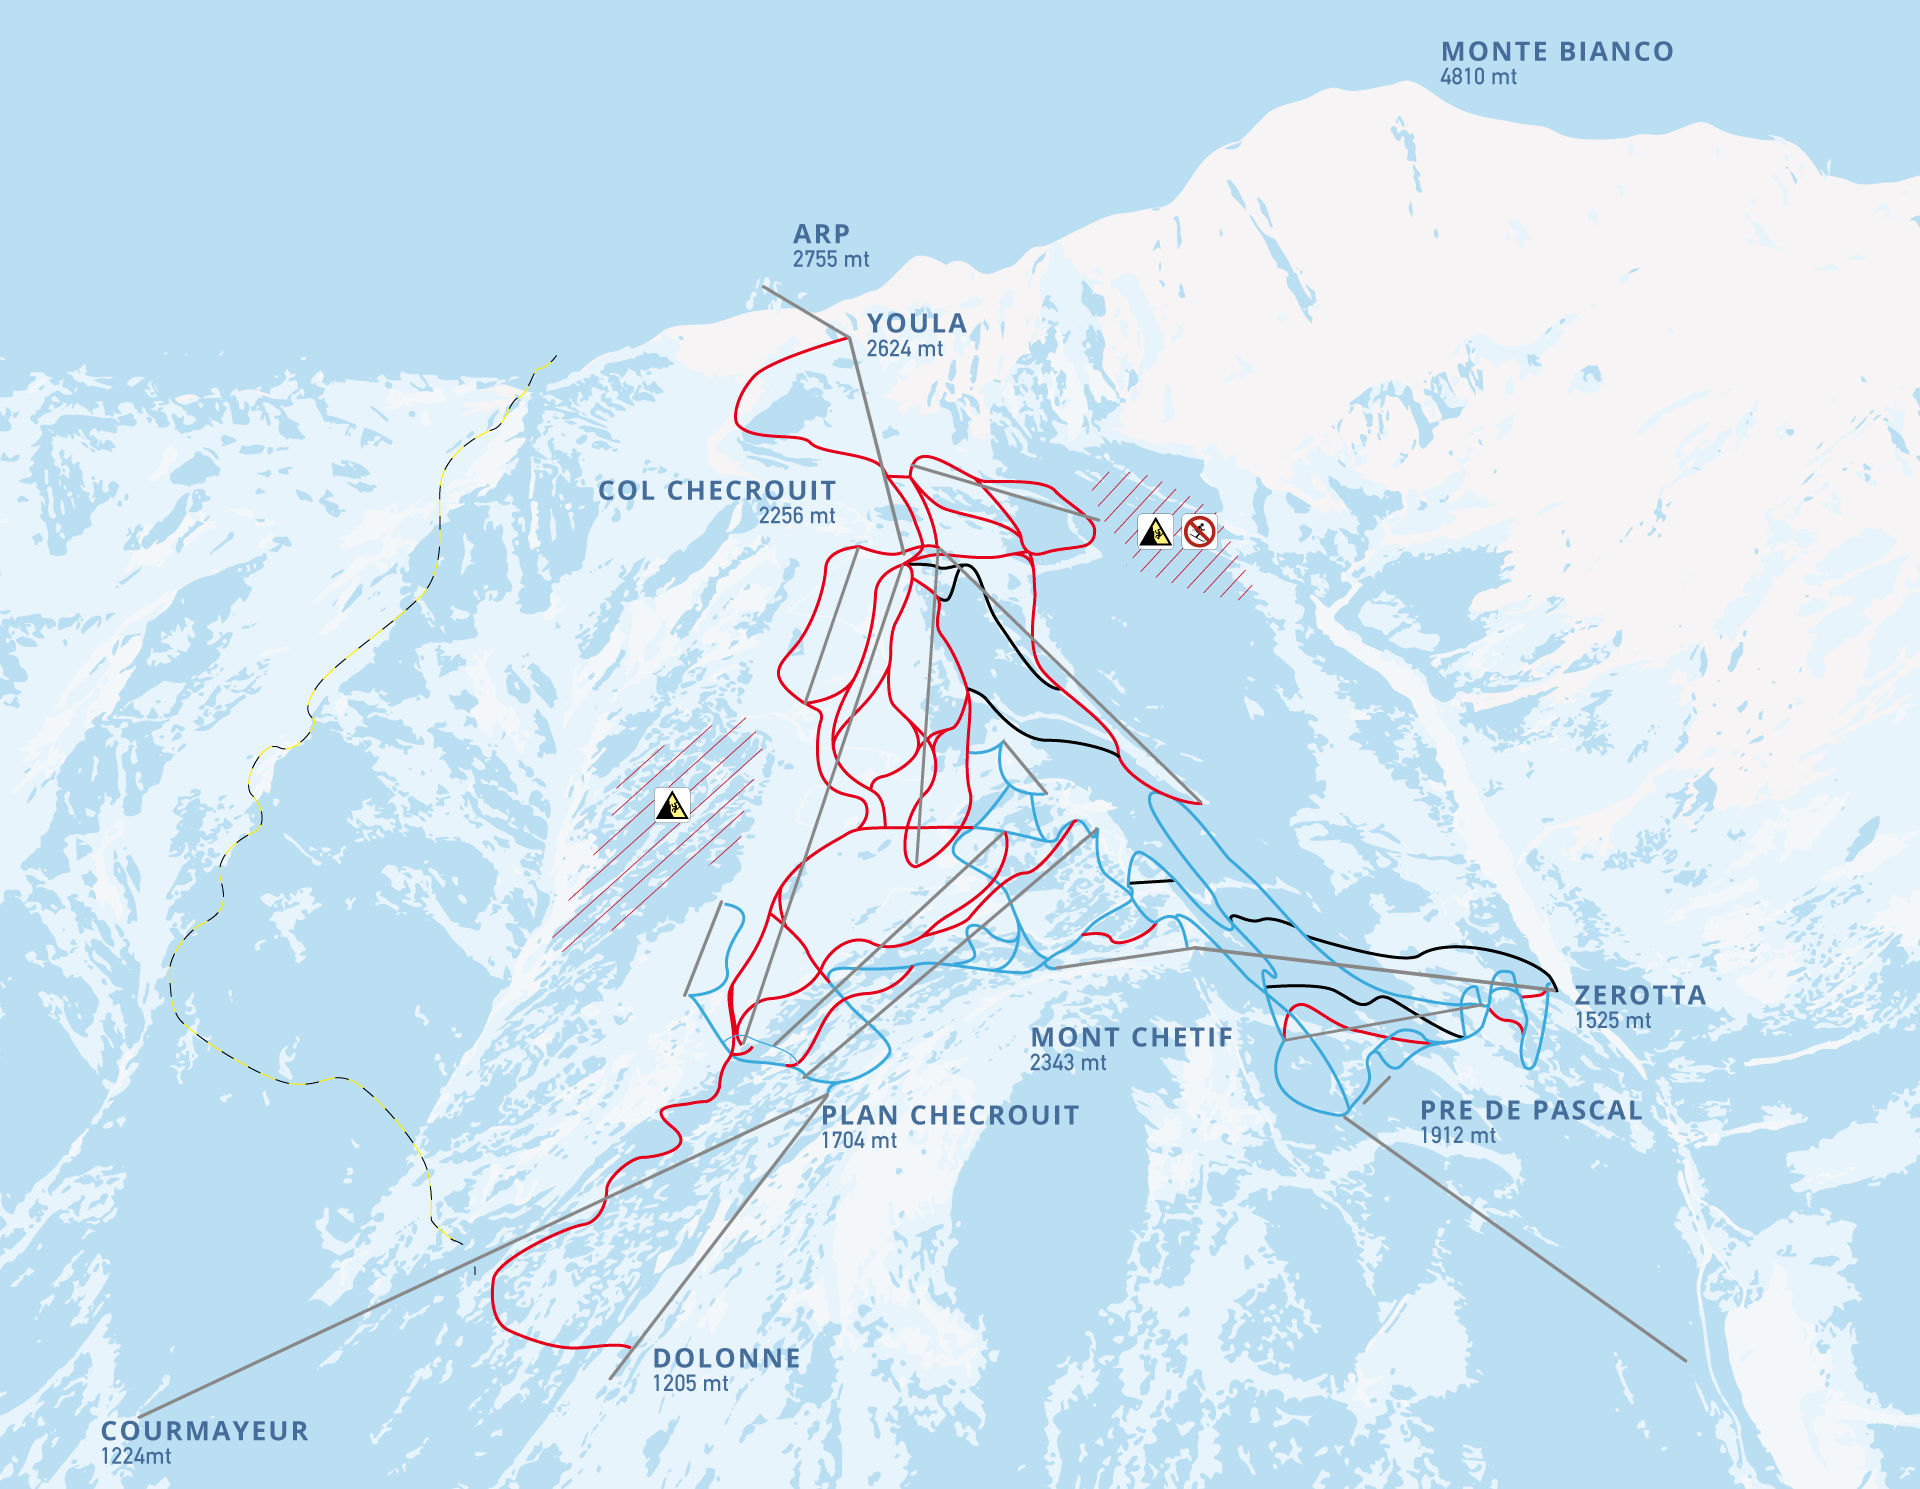 MONTE BIANCO
4810 mt
ARP
2755 mt
YOULA
2624 mt
COL CHECROUIT
2256 mt
ZEROTTA
1525 mt
MONT CHETIF
2343 mt
PLAN CHECROUIT
1704 mt
PRE DE PASCAL
1912 mt
DOLONNE
1205 mt
COURMAYEUR
1224mt